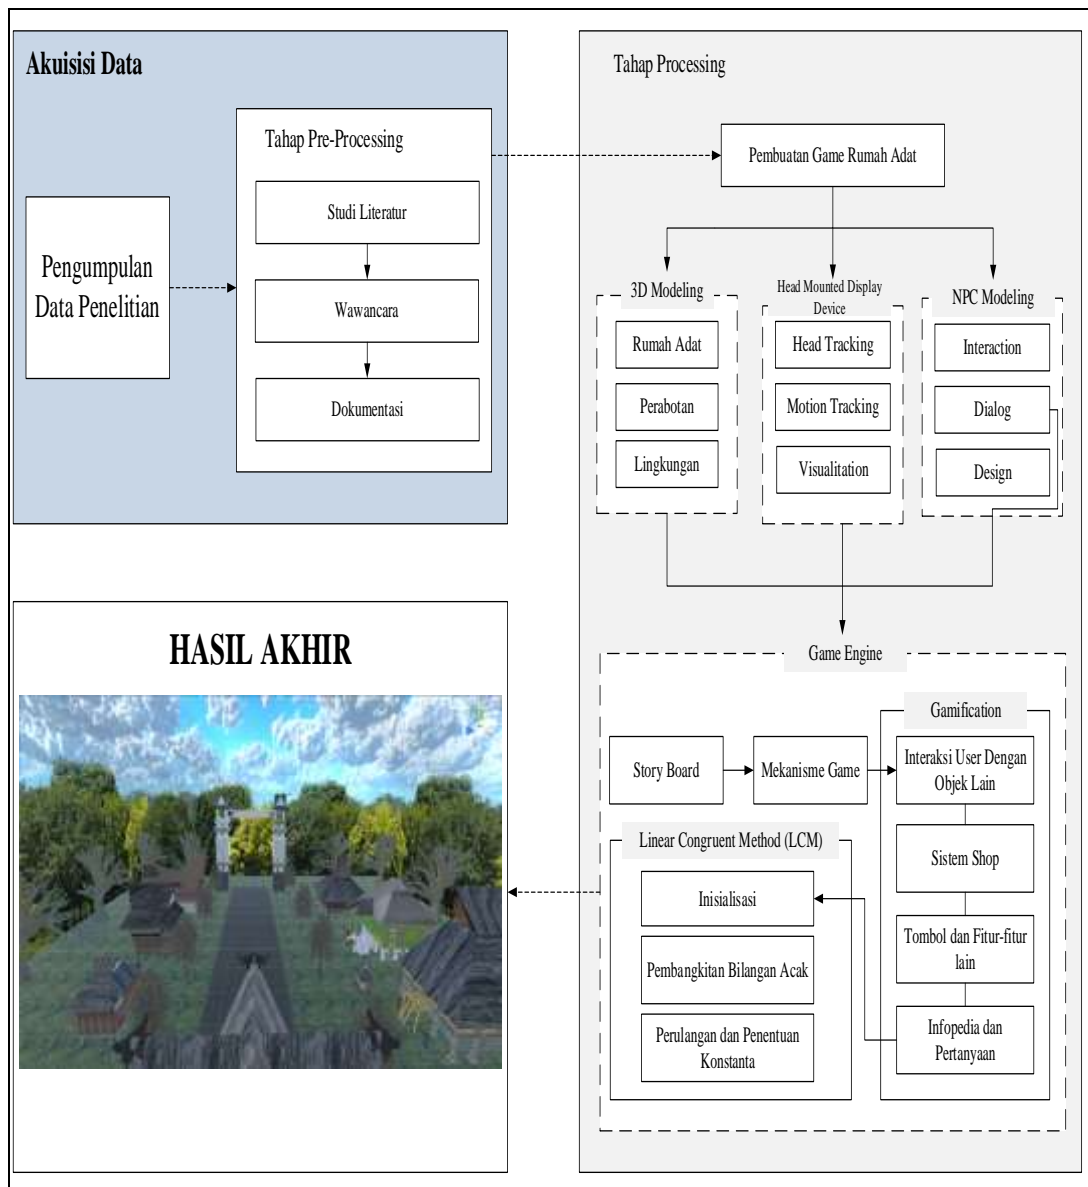 Akuisisi Data
Pengumpulan
Data Penelitian
Tahap Pre-Processing
Studi Literatur
Wawancara
Dokumentasi
Tahap Processing
Pembuatan Game Rumah Adat
3D Modeling
Rumah Adat
Perabotan
Lingkungan
Head Mounted Display
Device
Head Tracking
Motion Tracking
Visualitation
NPC Modeling
Interaction
Dialog
Design
Game Engine
Story Board
Mekanisme Game
Gamification
Interaksi User Dengan
Objek Lain
Sistem Shop
Tombol dan Fitur-fitur
lain
Infopedia dan
Pertanyaan
Linear Congruent Method (LCM)
Inisialisasi
Pembangkitan Bilangan Acak
Perulangan dan Penentuan
Konstanta
HASIL AKHIR